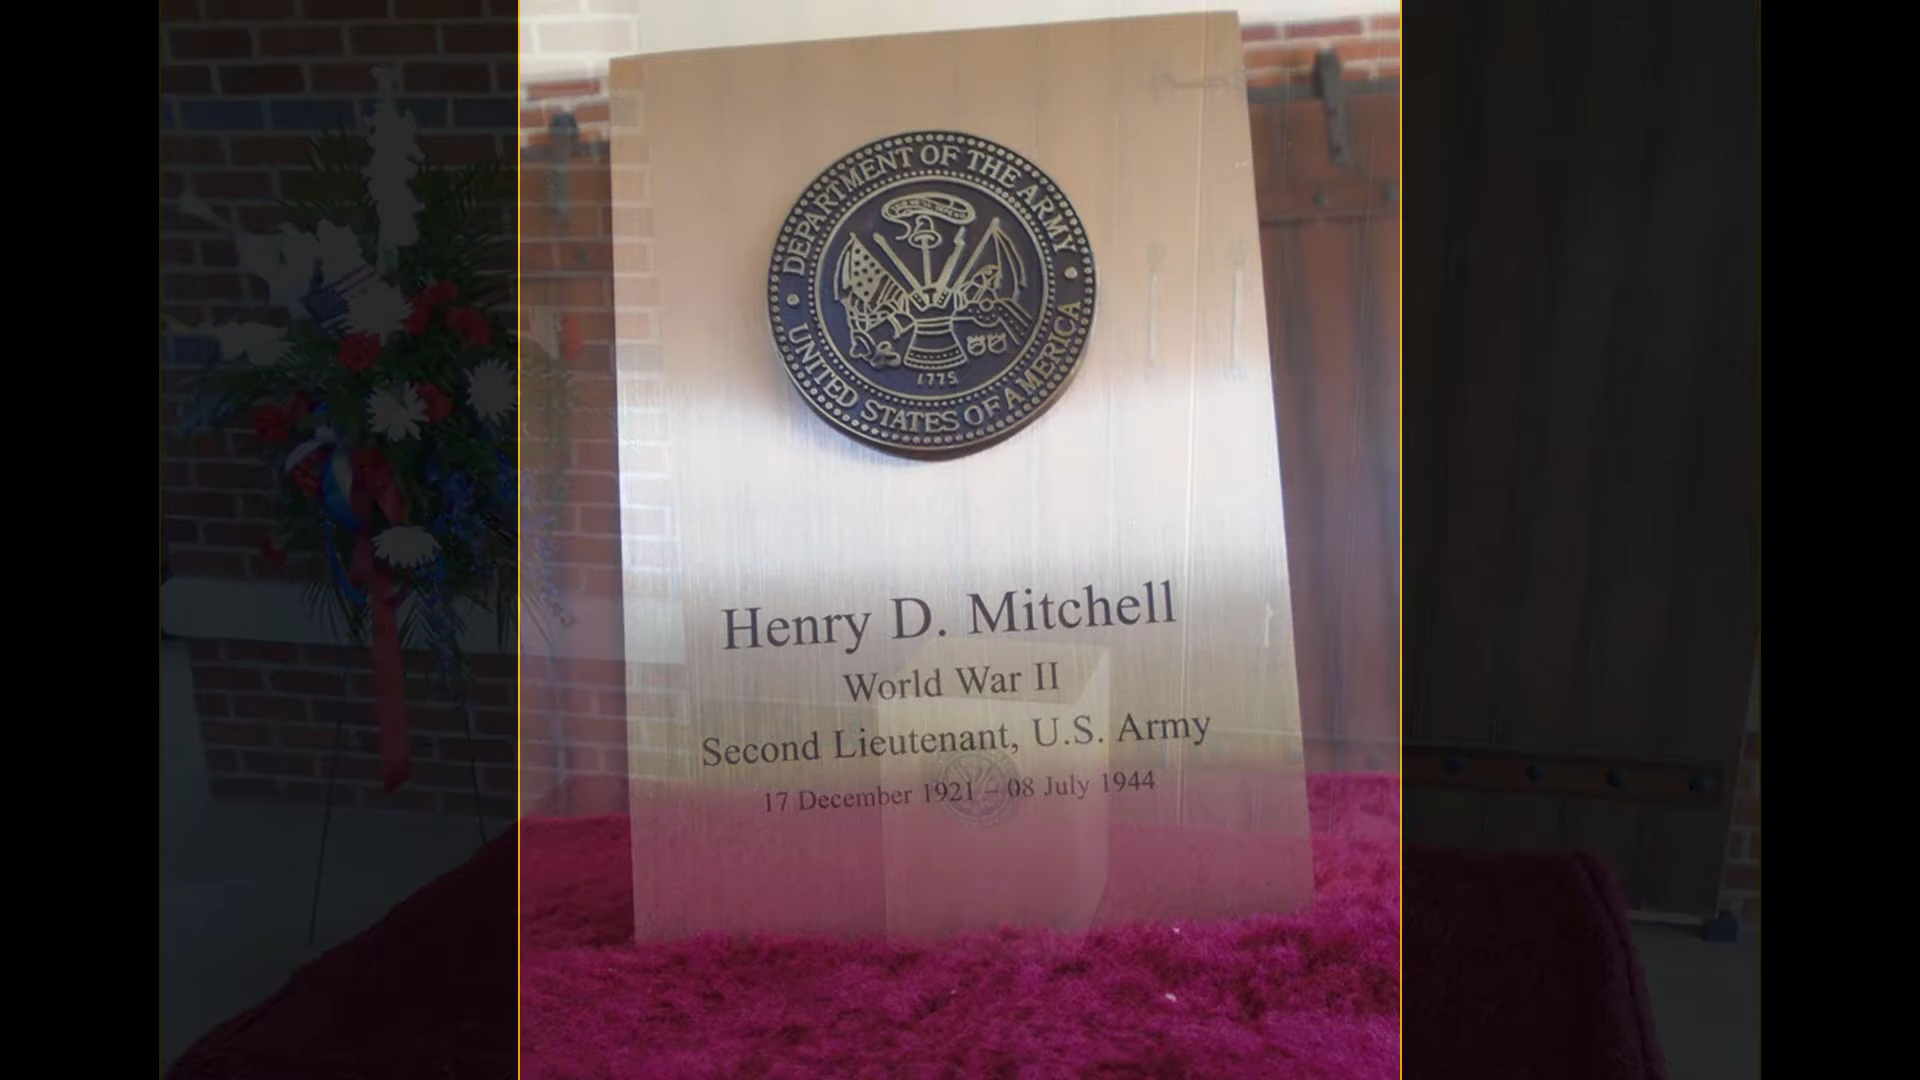 DEPARTMENT OF THE ARMY
UNITED STATES OF AMERICA
1775
Henry D. Mitchell
World War II
Second Lieutenant, U.S. Army
17 December 1921 – 08 July 1944